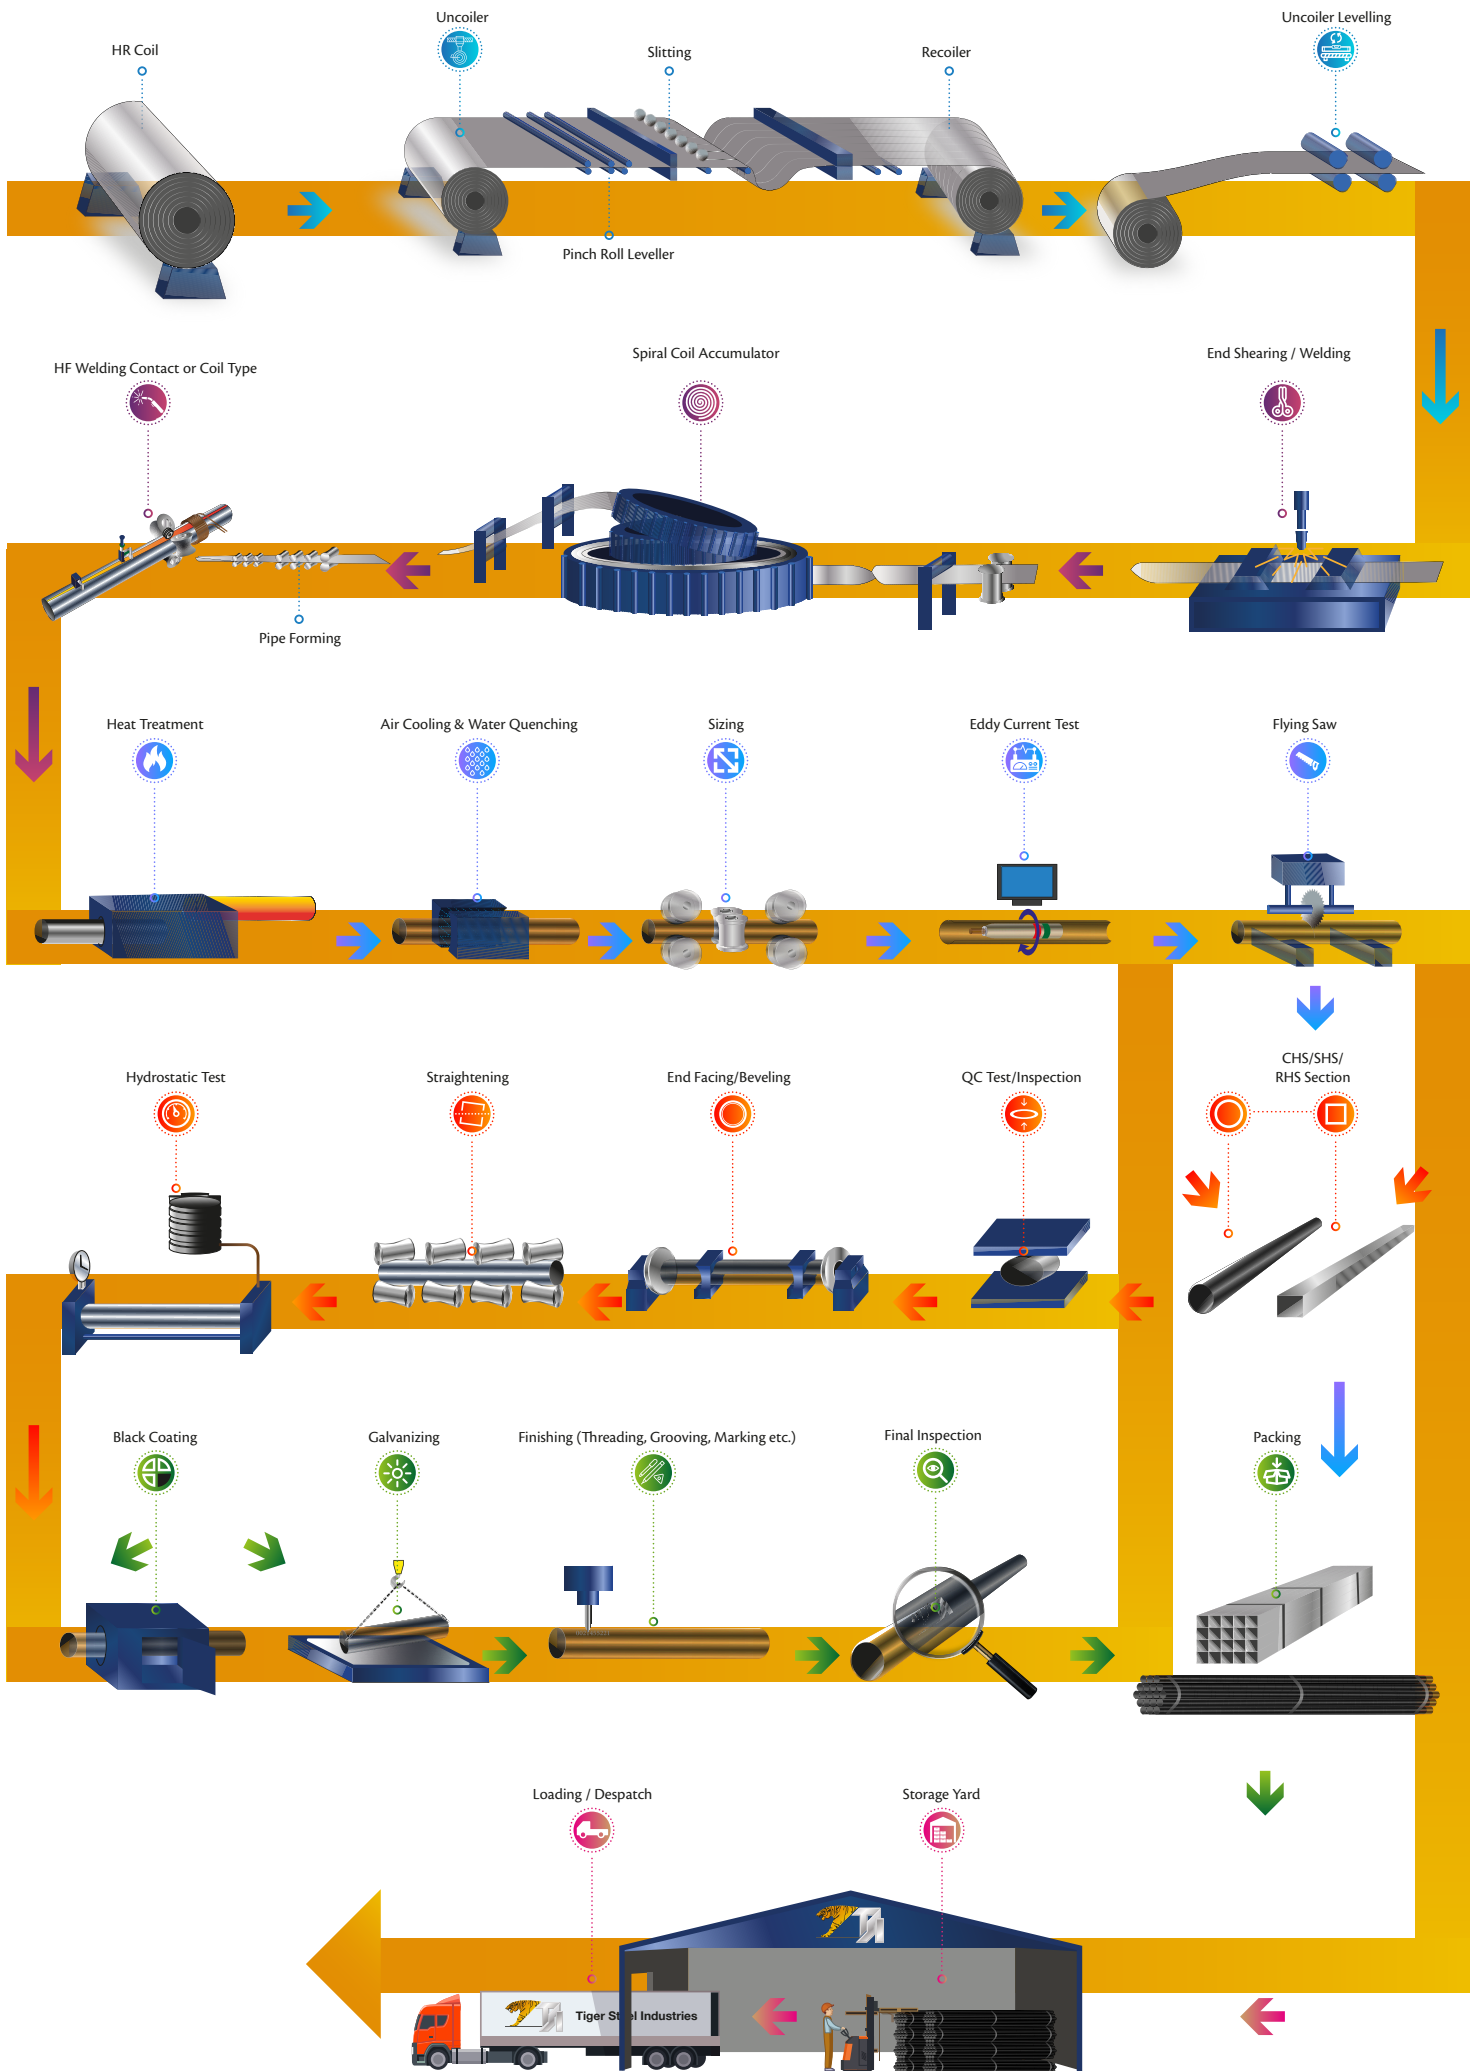 Uncoiler
Uncoiler Levelling
HR Coil
Slitting
Recoiler
Pinch Roll Leveller
HF Welding Contact or Coil Type
Spiral Coil Accumulator
End Shearing / Welding
Pipe Forming
Heat Treatment
Air Cooling & Water Quenching
Sizing
Eddy Current Test
Flying Saw
Hydrostatic Test
Straightening
End Facing/Beveling
QC Test/Inspection
CHS/SHS/
RHS Section
Black Coating
Galvanizing
Finishing (Threading, Grooving, Marking etc.)
Final Inspection
Packing
Loading / Despatch
Storage Yard
Tiger Steel Industries